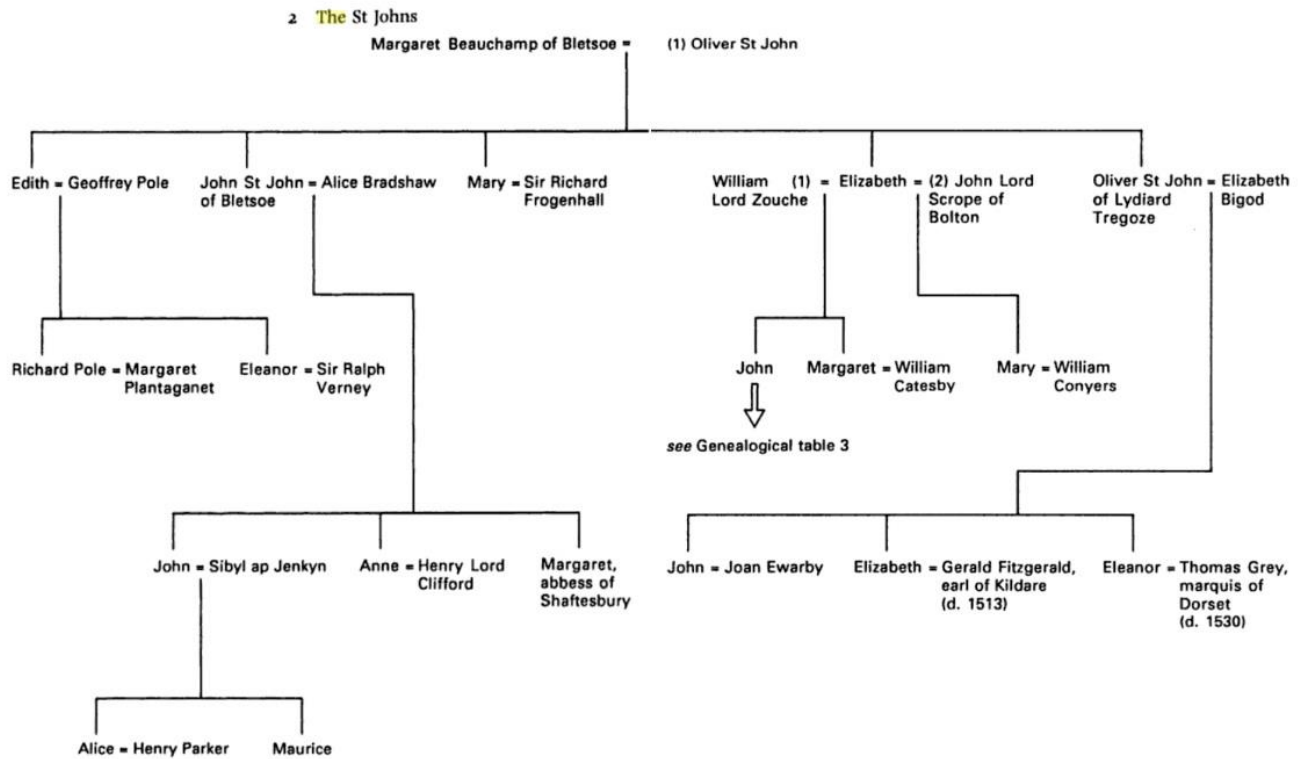 2 The St Johns
Margaret Beauchamp of Bletsoe = (1) Oliver St John
Edith = Geoffrey Pole
John St John = Alice Bradshaw
of Bletsoe
Mary = Sir Richard
Frogenhall
William (1) = Elizabeth = (2) John Lord
Lord Zouche Scrope of
Bolton
Oliver St John = Elizabeth
of Lydiard Bigod
Tregoze
Richard Pole = Margaret
Plantaganet
Eleanor = Sir Ralph
Verney
John
Margaret = William
Catesby
Mary = William
Conyers
see Genealogical table 3
John = Sibyl ap Jenkyn
Anne = Henry Lord
Clifford
Margaret,
abbess of
Shaftesbury
John = Joan Ewarby
Elizabeth = Gerald Fitzgerald,
earl of Kildare
(d. 1513)
Eleanor = Thomas Grey,
marquis of
Dorset
(d. 1530)
Alice = Henry Parker
Maurice